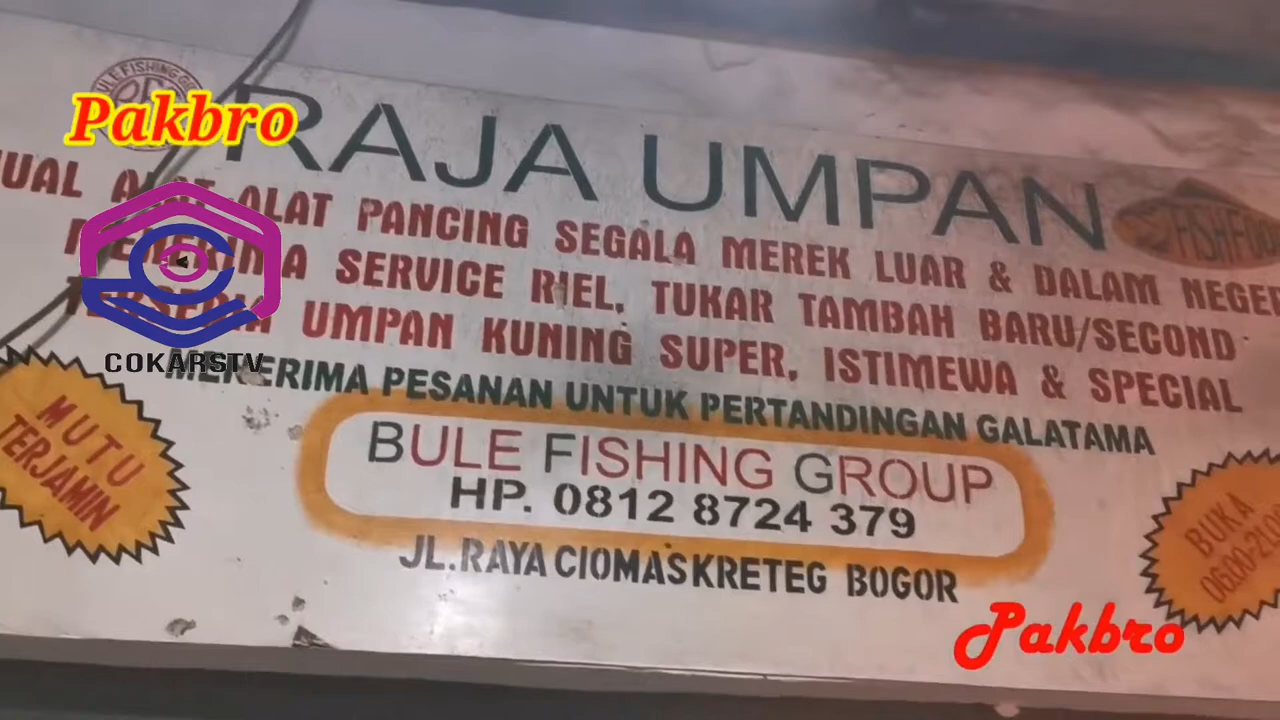 Pakbro
RAJA UMPAN
ALAT PANCING SEGALA MEREK LUAR & DALAM
SERVICE RIEL, TUKAR TAMBAH BARU/SECOND
UMPAN KUNING SUPER, ISTIMEWA & SPECIAL
COKARSTV
MENERIMA PESANAN UNTUK PERTANDINGAN GALATAMA
MUTU
TERJAMIN
BULE FISHING GROUP
HP. 0812 8724 379
JL.RAYA CIOMAS KRETEG BOGOR
BUKA
Pakbro